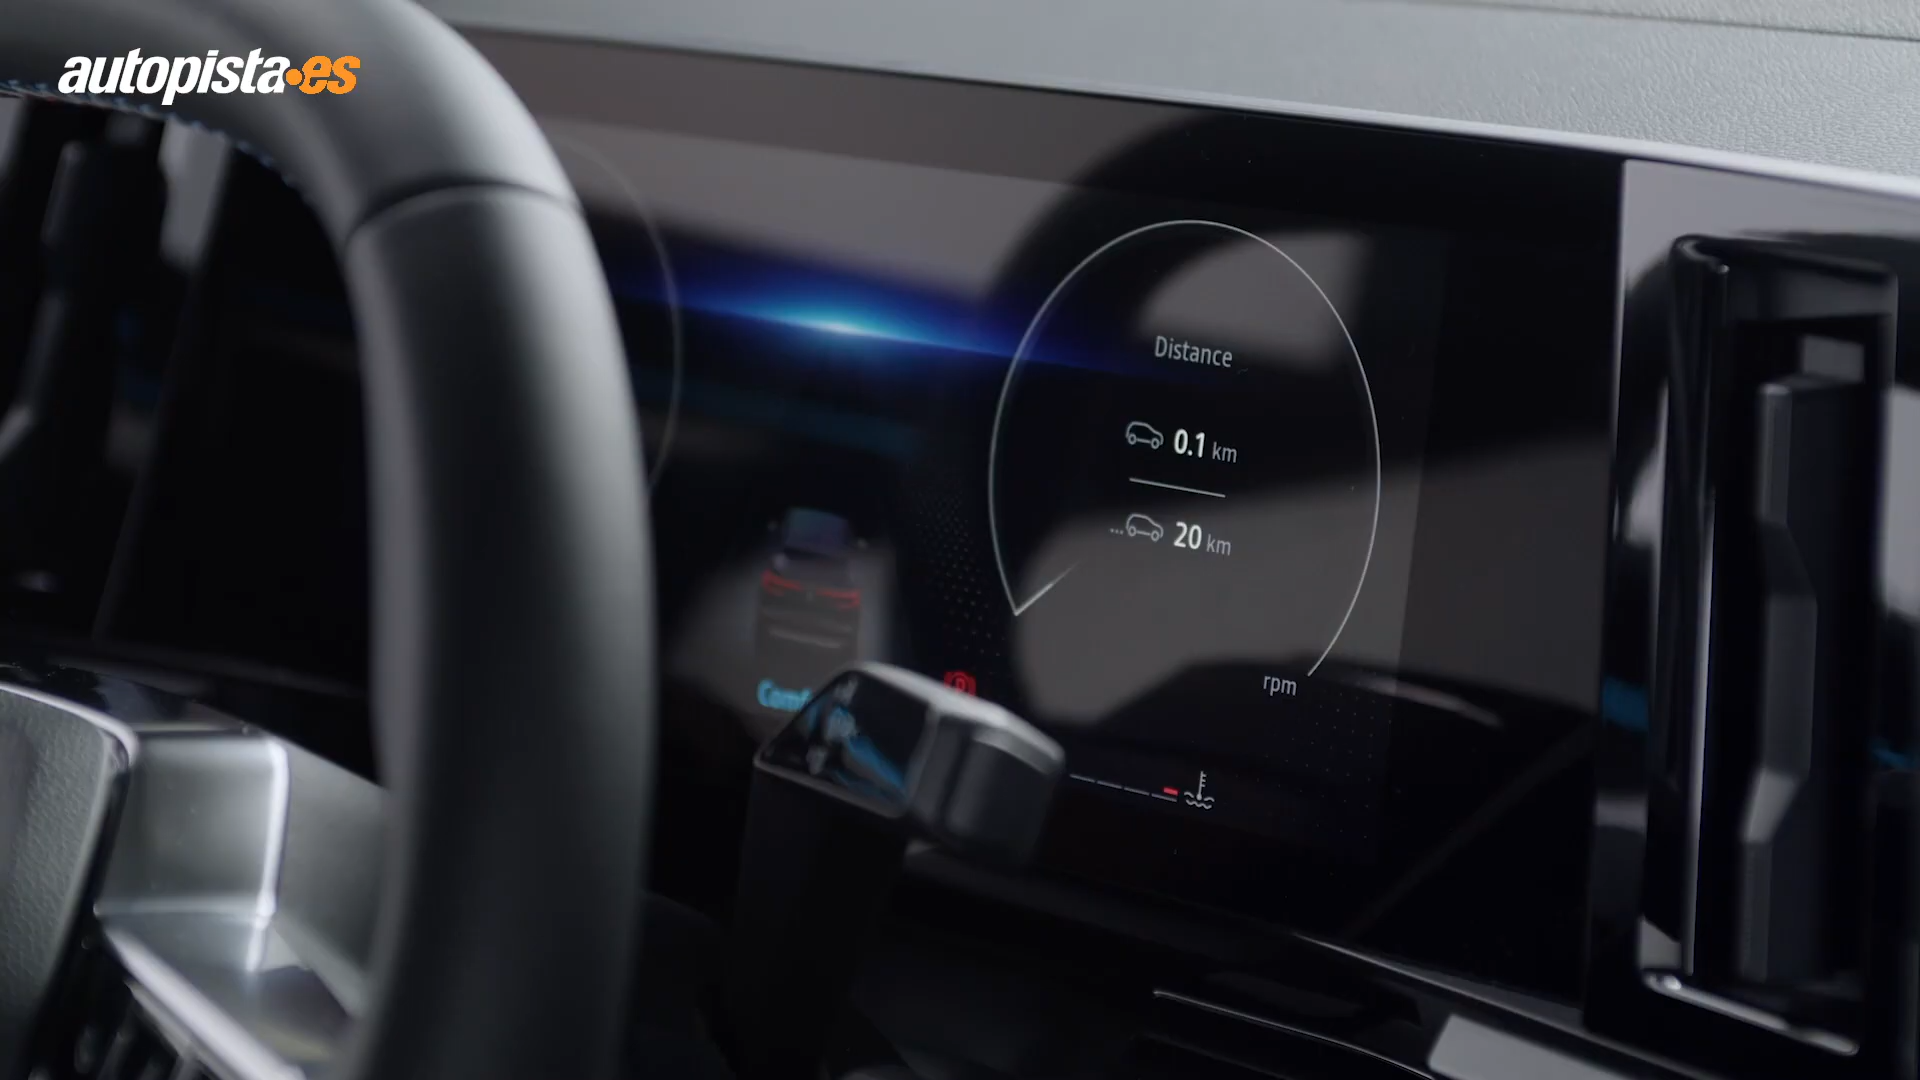 autopista.es
Distance
0.1 km
...20 km
rpm